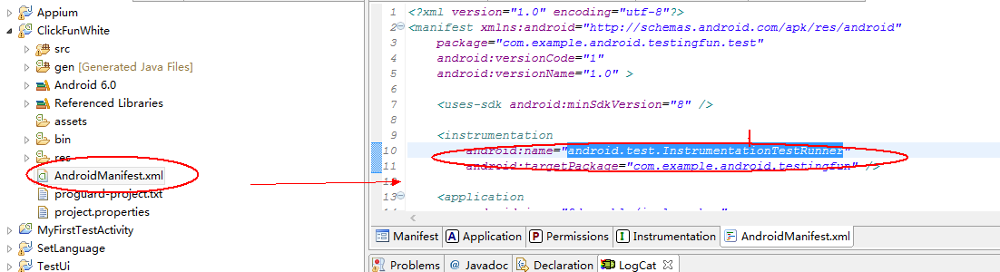 Appium
ClickFunWhite
src
gen [Generated Java Files]
Android 6.0
Referenced Libraries
assets
bin
res
AndroidManifest.xml
proguard-project.txt
project.properties
MyFirstTestActivity
SetLanguage
TestUi
1 <?xml version="1.0" encoding="utf-8"?>
2 <manifest xmlns:android="http://schemas.android.com/apk/res/android"
3 package="com.example.android.testingfun.test"
4 android:versionCode="1"
5 android:versionName="1.0" >
6
7 <uses-sdk android:minSdkVersion="8" />
8
9 <instrumentation
10 android:name="android.test.InstrumentationTestRunner"
11 android:targetPackage="com.example.android.testingfun" />
12
13 <application
Manifest A Application P Permissions I Instrumentation AndroidManifest.xml
Problems @ Javadoc Declaration LogCat